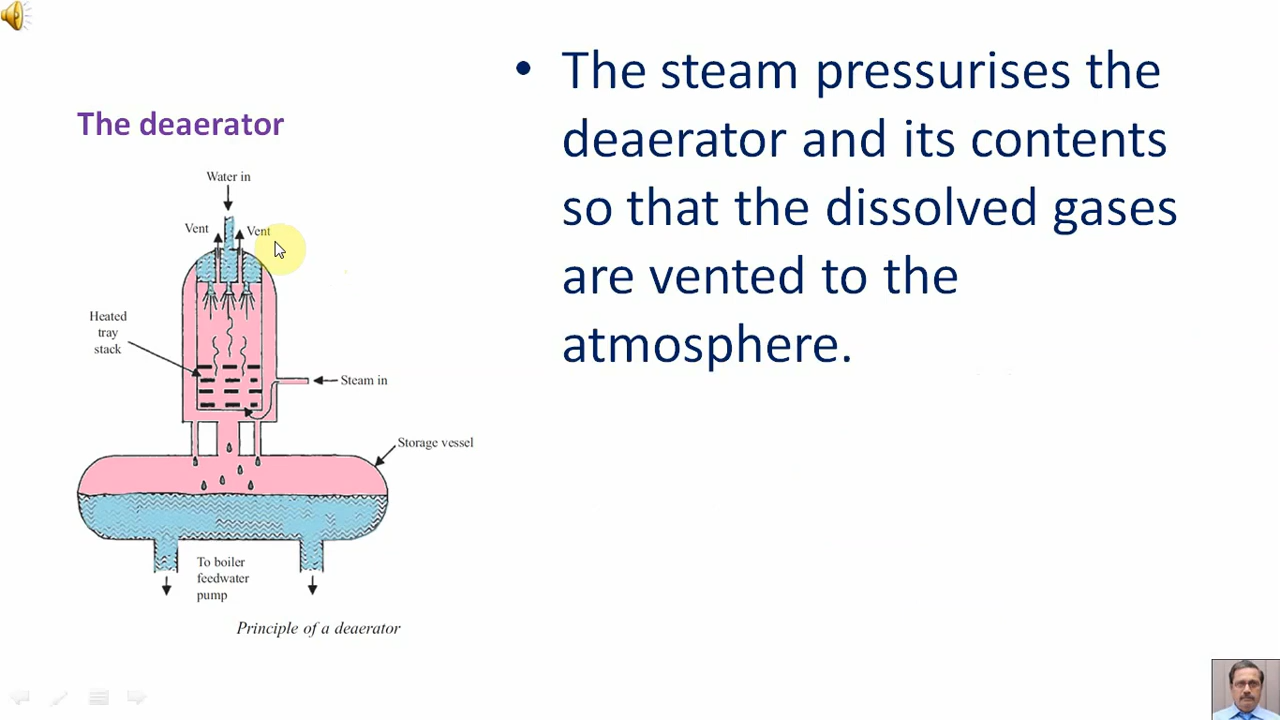 The deaerator
Water in
Vent
Vent
Heated
tray
stack
Steam in
Storage vessel
To boiler
feedwater
pump
Principle of a deaerator
• The steam pressurises the
deaerator and its contents
so that the dissolved gases
are vented to the
atmosphere.